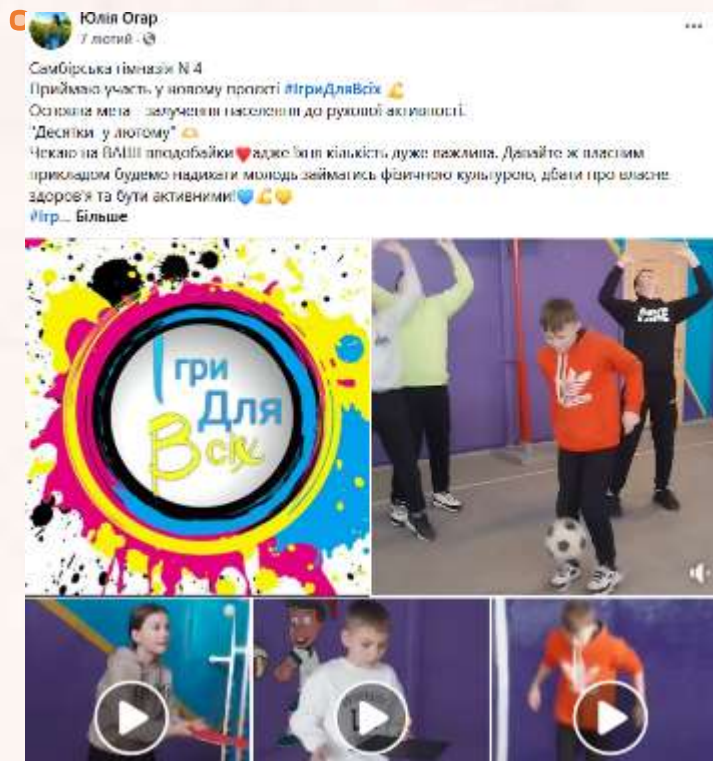 Юлія Огар
7 лютий ·
Самбірська гімназія N 4
Приймаю участь у новому проєкті #ІгриДляВсіх
Основна мета - залучення населення до рухової активності.
"Десятки у лютому"
Чекаю на ВАШІ вподобайки адже їхня кількість дуже важлива. Давайте ж власним
прикладом будемо надихати молодь займатись фізичною культурою, дбати про власне
здоров'я та бути активними!
#Ігр... Більше
Ігри
Для
Всіх